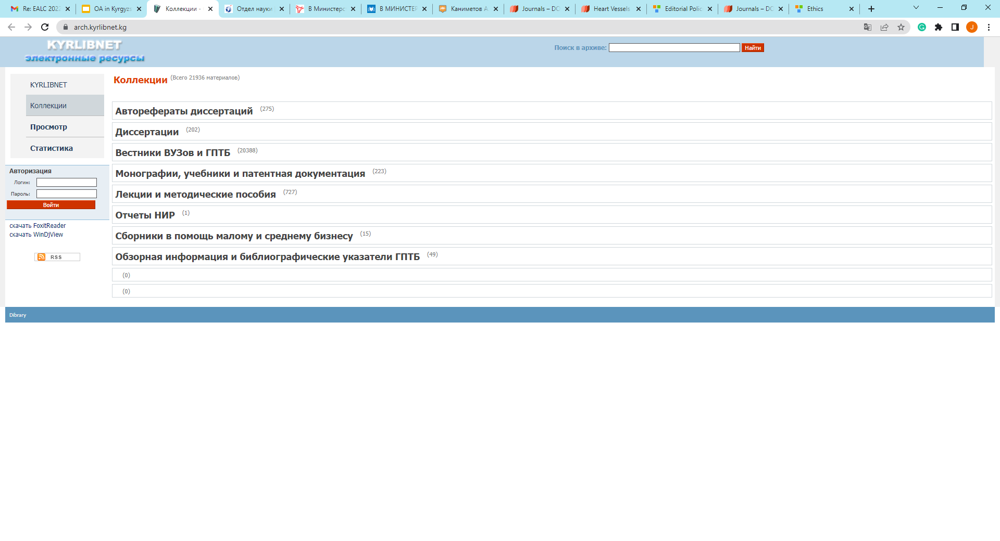 Re: EALC 2022
OA in Kyrgyzs
Коллекции -
Отдел науки
В Министерс
В МИНИСТЕР
Каниметов А.
Journals – DO
Heart Vessels
Editorial Polic
Journals – DO
Ethics
arch.kyrlibnet.kg
J
KYRLIBNET
электронные ресурсы
Поиск в архиве:
Найти
KYRLIBNET
Коллекции
Просмотр
Статистика
Авторизация
Логин:
Пароль:
Войти
скачать FoxitReader
скачать WinDjView
RSS
Коллекции (Всего 21936 материалов)
Авторефераты диссертаций (275)
Диссертации (202)
Вестники ВУЗов и ГПТБ (20388)
Монографии, учебники и патентная документация (223)
Лекции и методические пособия (727)
Отчеты НИР (1)
Сборники в помощь малому и среднему бизнесу (15)
Обзорная информация и библиографические указатели ГПТБ (49)
(0)
(0)
Dibrary